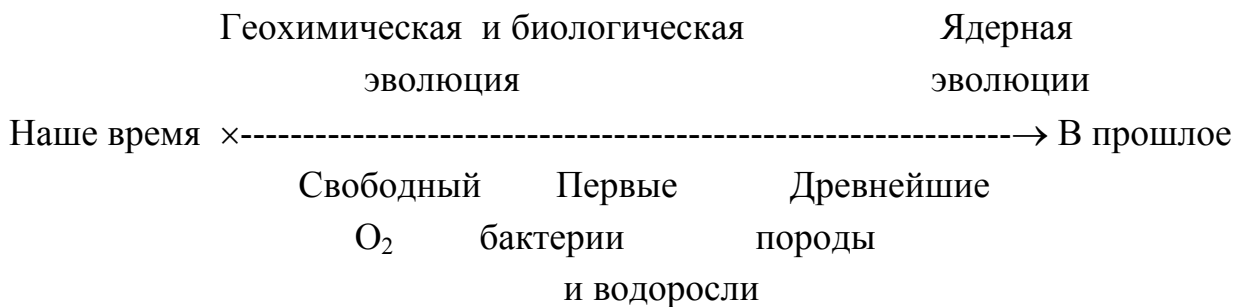 Геохимическая и биологическая Ядерная
эволюция эволюции
Наше время ×--------------------------------------------------------------→ В прошлое
Свободный Первые Древнейшие
O₂ бактерии породы
и водоросли